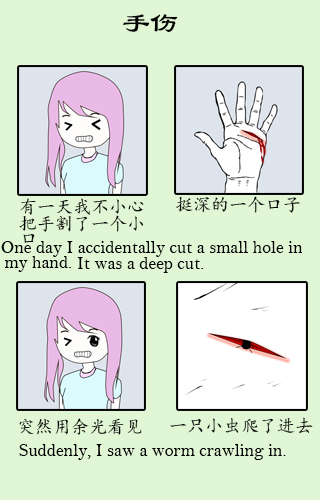 手伤
有一天我不小心
把手割了一个小
口
挺深的一个口子
One day I accidentally cut a small hole in
my hand. It was a deep cut.
突然用余光看见
一只小虫爬了进去
Suddenly, I saw a worm crawling in.